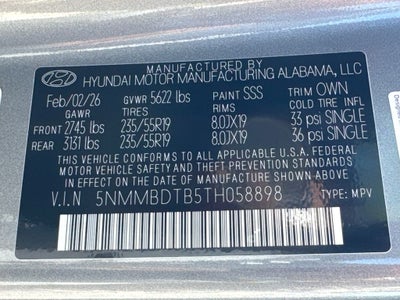 MANUFACTURED BY
HYUNDAI MOTOR MANUFACTURING ALABAMA, LLC
Feb/02/26 GVWR 5622 lbs PAINT SSS TRIM OWN
GAWR TIRES RIMS COLD TIRE INFL
FRONT 2745 lbs 235/55R19 8.0JX19 33 psi SINGLE
REAR 3131 lbs 235/55R19 8.0JX19 36 psi SINGLE
THIS VEHICLE CONFORMS TO ALL APPLICABLE U.S.A. FEDERAL
MOTOR VEHICLE SAFETY AND THEFT PREVENTION STANDARDS
IN EFFECT ON THE DATE OF MANUFACTURE SHOWN ABOVE.
V.I.N 5NMMBDTB5TH058898 TYPE: MPV